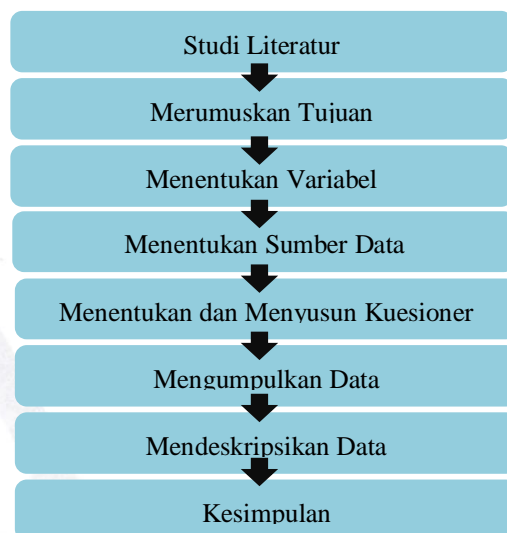 Studi Literatur
Merumuskan Tujuan
Menentukan Variabel
Menentukan Sumber Data
Menentukan dan Menyusun Kuesioner
Mengumpulkan Data
Mendeskripsikan Data
Kesimpulan